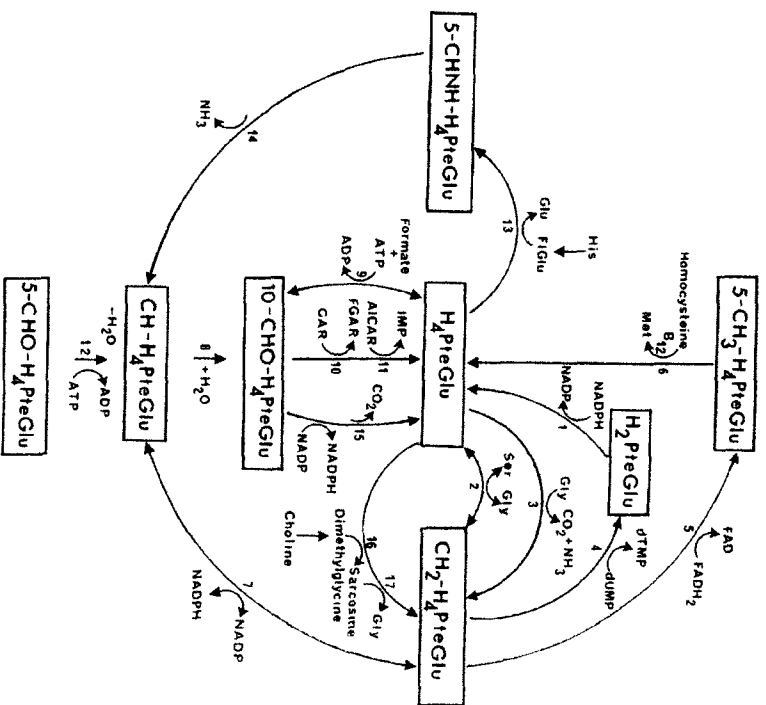 5-CH₃-H₄PteGlu
FAD
FADH₂
5
Homocysteine
B₁₂
6
Met
H₂PteGlu
dTMP
dUMP
4
NADPH
NADP
1
His
FIGlu
Glu
13
Gly CO₂+NH₃
3
Ser Gly
2
5-CHNH-H₄PteGlu
H₄PteGlu
CH₂-H₄PteGlu
Formate
+
ATP
ADP
9
IMP
AICAR
11
FGAR
GAR
10
CO₂
15
NADPH
NADP
17
16
Gly
Sarcosine
Dimethylglycine
Choline
10-CHO-H₄PteGlu
14
NH₃
8
+H₂O
7
NADP
NADPH
CH-H₄PteGlu
-H₂O
12
ADP
ATP
5-CHO-H₄PteGlu